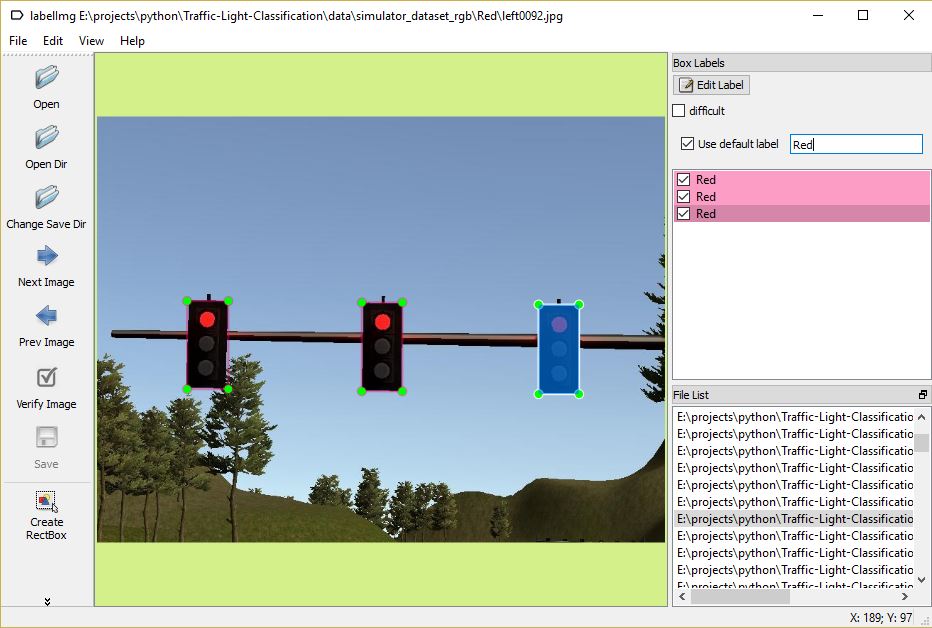 labelImg E:\projects\python\Traffic-Light-Classification\data\simulator_dataset_rgb\Red\left0092.jpg
File Edit View Help
Open
Open Dir
Change Save Dir
Next Image
Prev Image
Verify Image
Save
Create
RectBox
Box Labels
Edit Label
difficult
Use default label Red
Red
Red
Red
File List
E:\projects\python\Traffic-Light-Classificatio
E:\projects\python\Traffic-Light-Classificatio
E:\projects\python\Traffic-Light-Classificatio
E:\projects\python\Traffic-Light-Classificatio
E:\projects\python\Traffic-Light-Classificatio
E:\projects\python\Traffic-Light-Classificatio
E:\projects\python\Traffic-Light-Classificatio
E:\projects\python\Traffic-Light-Classificatio
E:\projects\python\Traffic-Light-Classificatio
E:\projects\python\Traffic-Light-Classificatio
E:\projects\python\Traffic-Light-Classificatio
X: 189; Y: 97